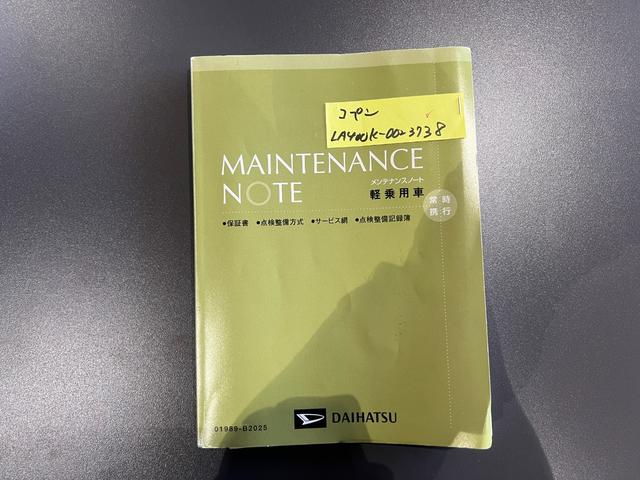 コペン
LA400K-0023738
MAINTENANCE
NOTE
メンテナンスノート
軽乗用車
常時
携行
●保証書 ●点検整備方式 ●サービス網 ●点検整備記録簿
01989-B2025
DAIHATSU